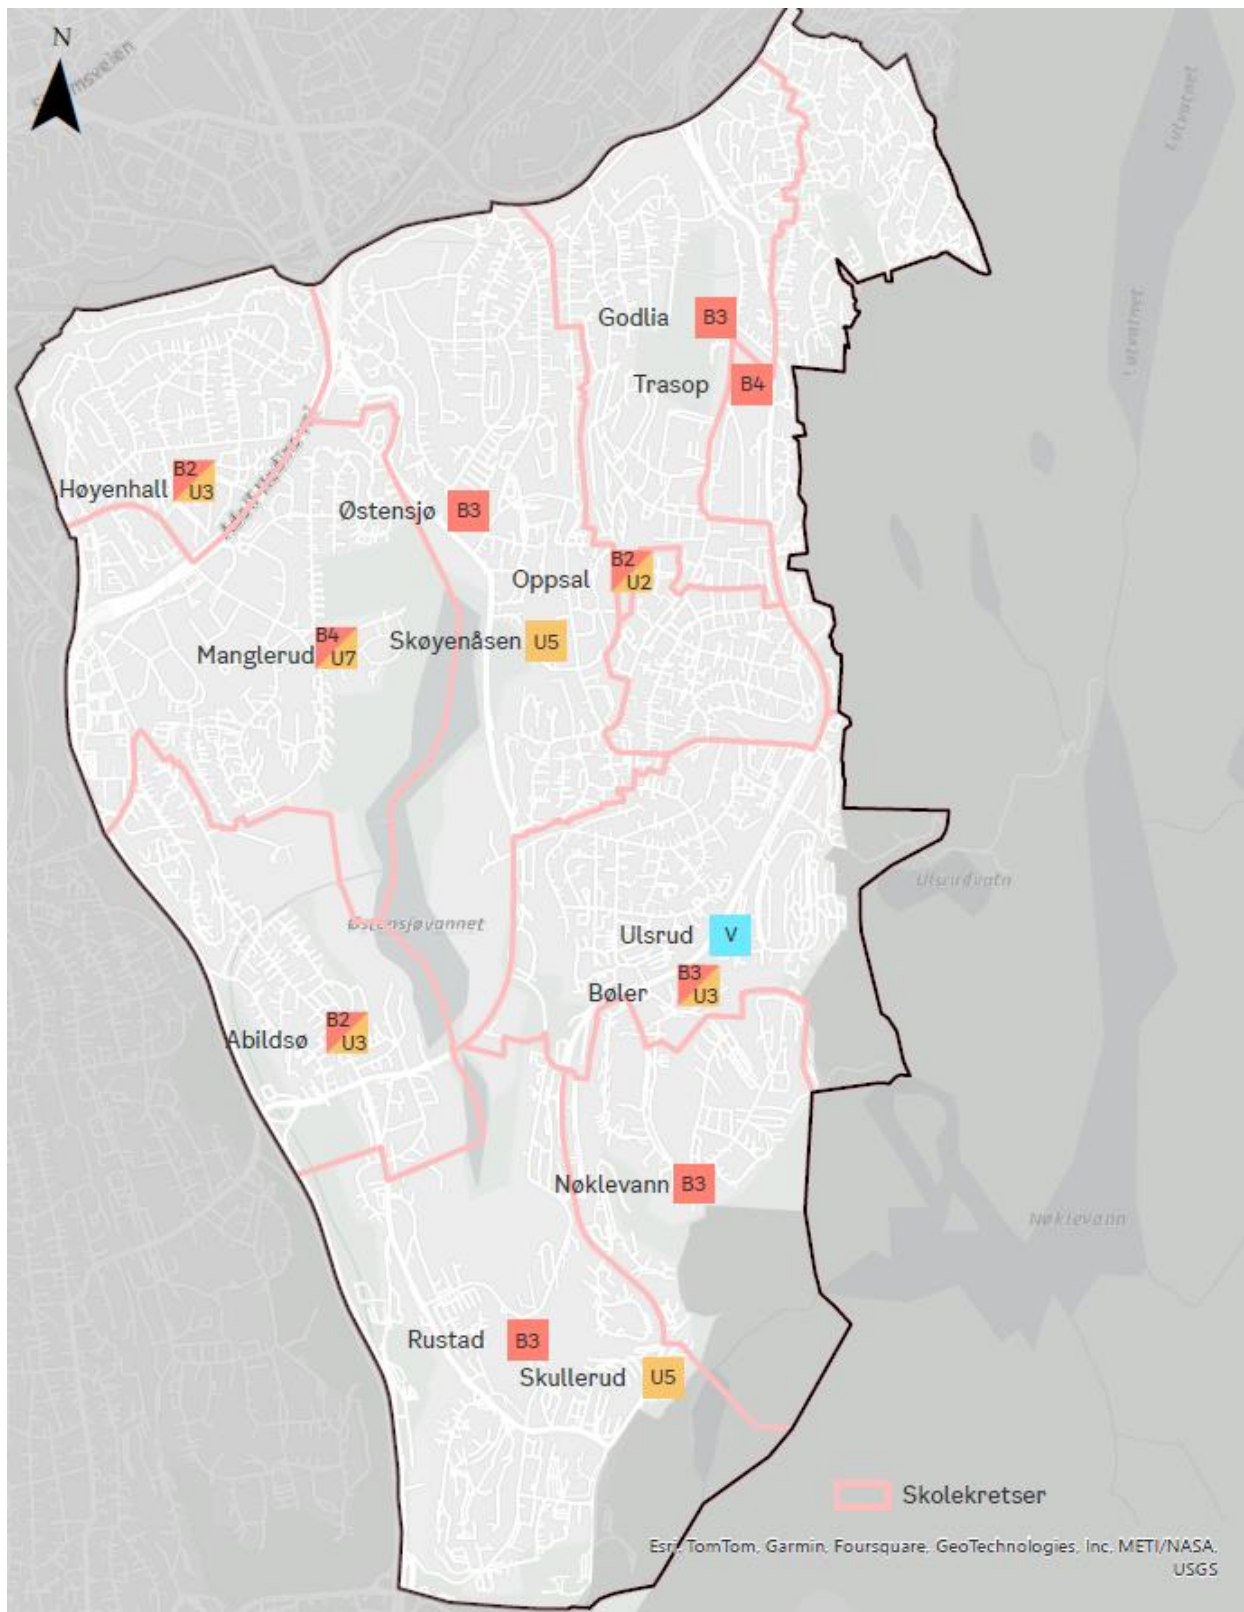 N
Lutvatnet
Godlia B3
Lutvatnet
Trasop B4
Høyenhall B2 U3
Østensjø B3
Oppsal B2 U2
Skøyenåsen U5
Manglerud B4 U7
Ulsrudvatn
Østensjøvannet
Ulsrud V
Bøler B3 U3
Abildsø B2 U3
Nøklevann B3
Nøklevann
Rustad B3
Skullerud U5
Skolekretser
Esri, TomTom, Garmin, Foursquare, GeoTechnologies, Inc, METI/NASA,
USGS